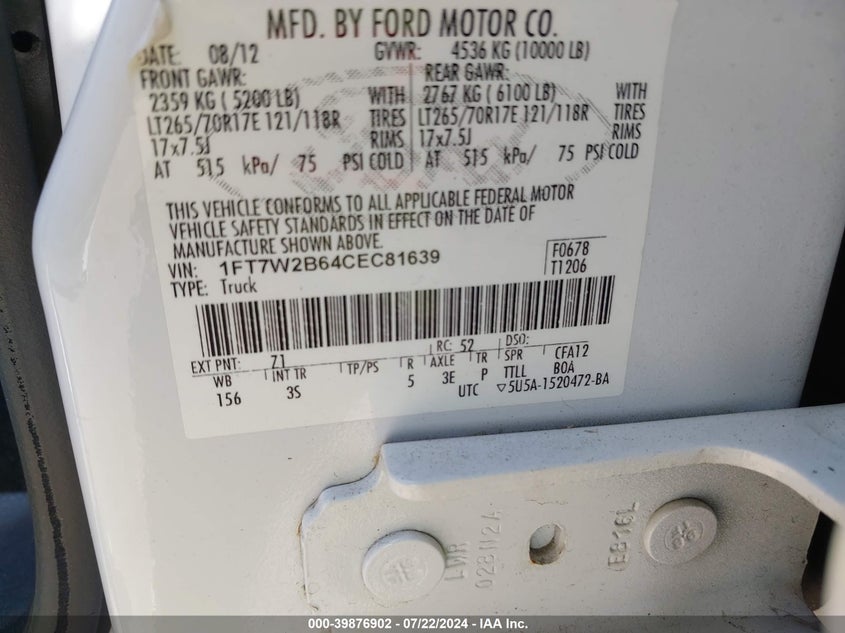 MFD. BY FORD MOTOR CO.
DATE: 08/12 GVWR: 4536 KG (10000 LB)
FRONT GAWR: REAR GAWR:
2359 KG ( 5200 LB) WITH 2767 KG ( 6100 LB) WITH
LT265/70R17E 121/118R TIRES LT265/70R17E 121/118R TIRES
17x7.5J RIMS 17x7.5J RIMS
AT 515 kPa/ 75 PSI COLD AT 515 kPa/ 75 PSI COLD
THIS VEHICLE CONFORMS TO ALL APPLICABLE FEDERAL MOTOR
VEHICLE SAFETY STANDARDS IN EFFECT ON THE DATE OF
MANUFACTURE SHOWN ABOVE.
VIN: 1FT7W2B64CEC81639 F0678
TYPE: Truck T1206
EXT PNT: Z1 RC: 52 DSO:
WB INT TR TP/PS R AXLE TR SPR CFA12
156 3S 5 3E P TTLL BOA
UTC ▽5U5A-1520472-BA
LWR
028N2A
E816L
000-39876902 - 07/22/2024 - IAA Inc.